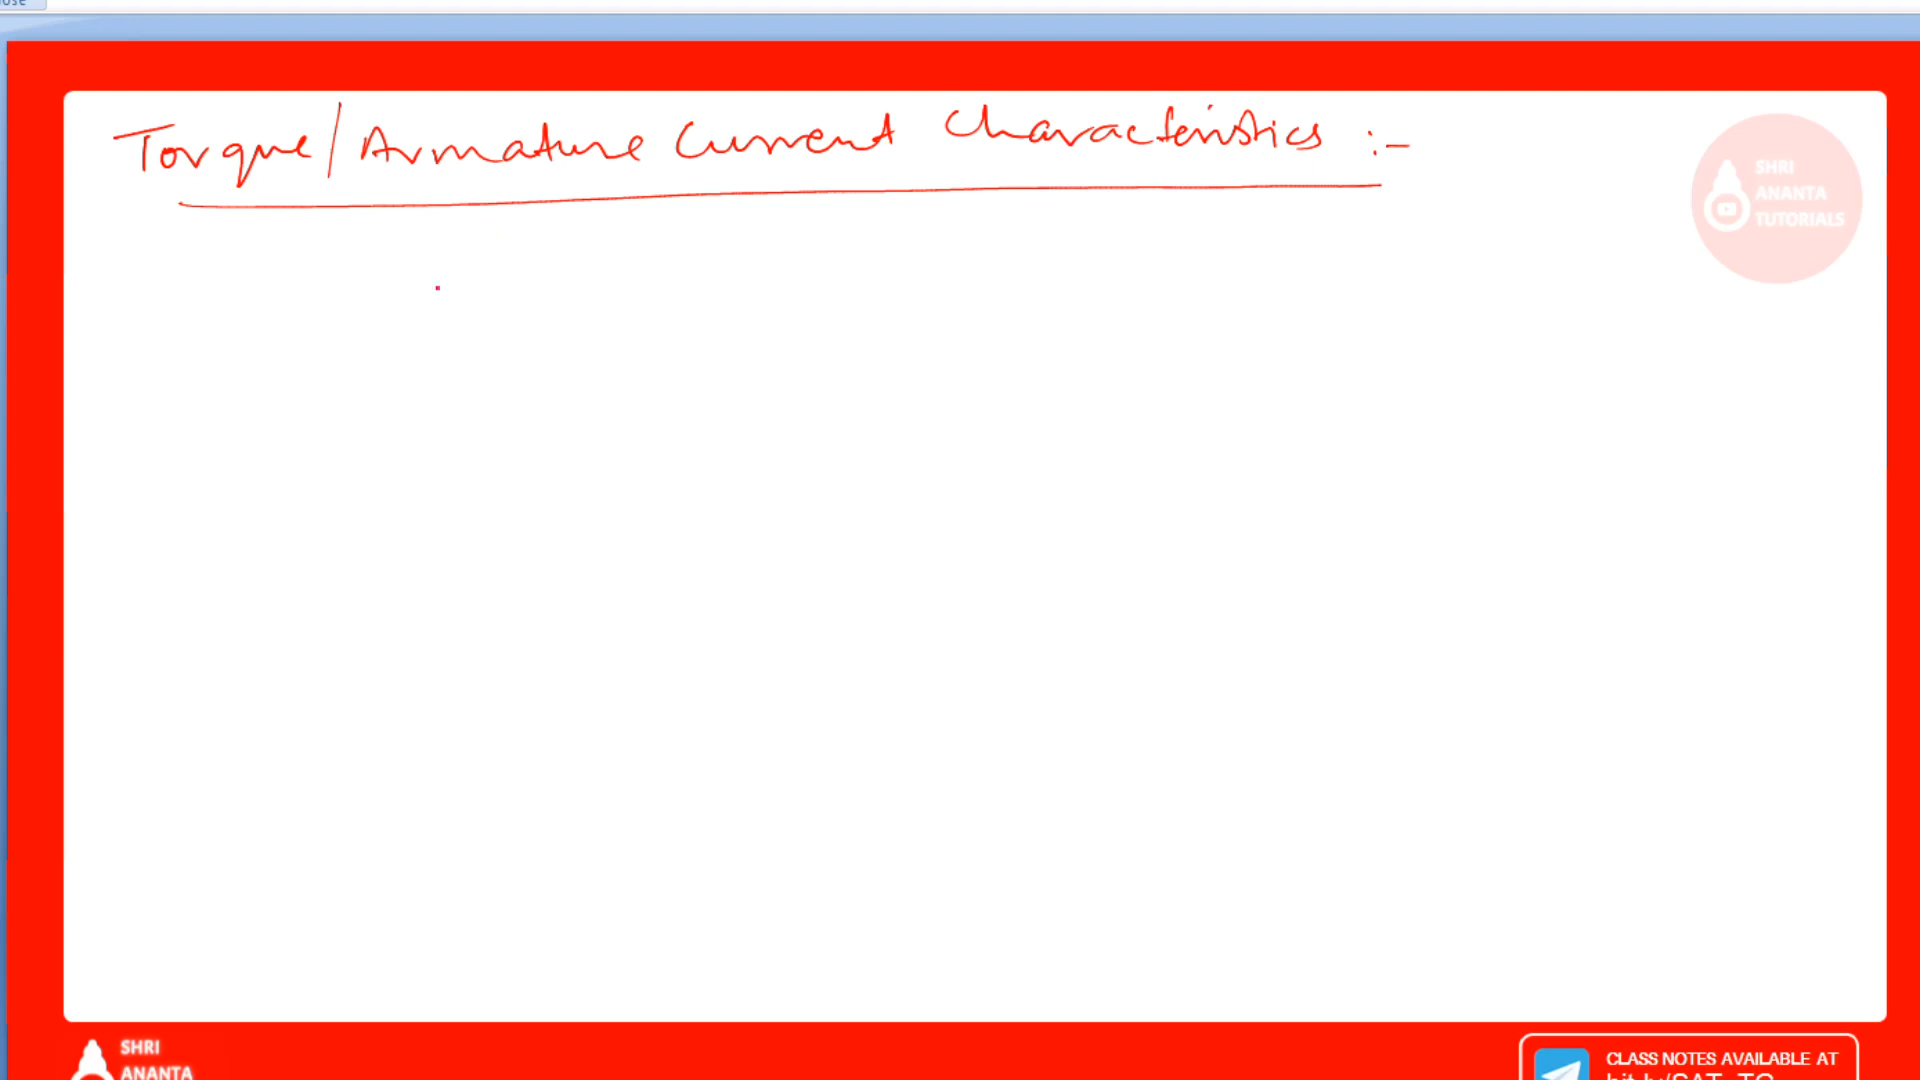 Torque/Armature Current Characteristics :-
SHRI
ANANTA
TUTORIALS
SHRI
ANANTA
CLASS NOTES AVAILABLE AT